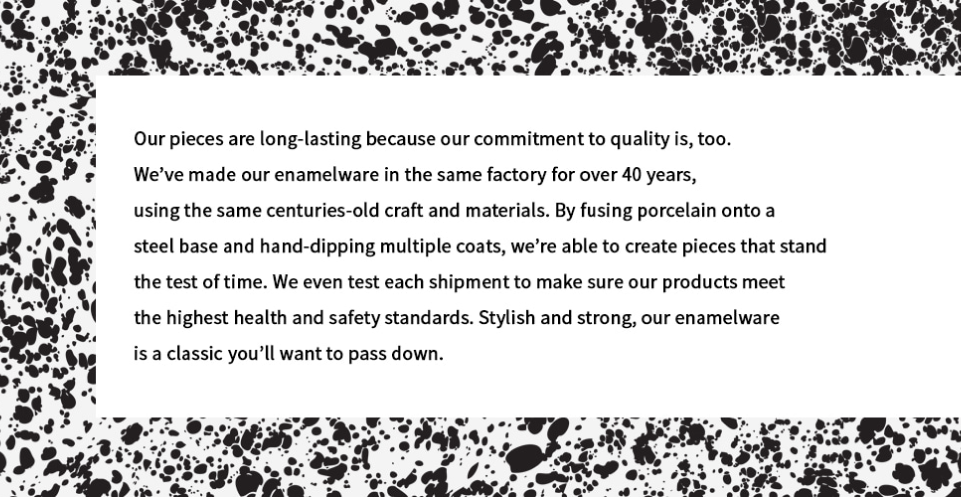 Our pieces are long-lasting because our commitment to quality is, too.
We’ve made our enamelware in the same factory for over 40 years,
using the same centuries-old craft and materials. By fusing porcelain onto a
steel base and hand-dipping multiple coats, we’re able to create pieces that stand
the test of time. We even test each shipment to make sure our products meet
the highest health and safety standards. Stylish and strong, our enamelware
is a classic you’ll want to pass down.